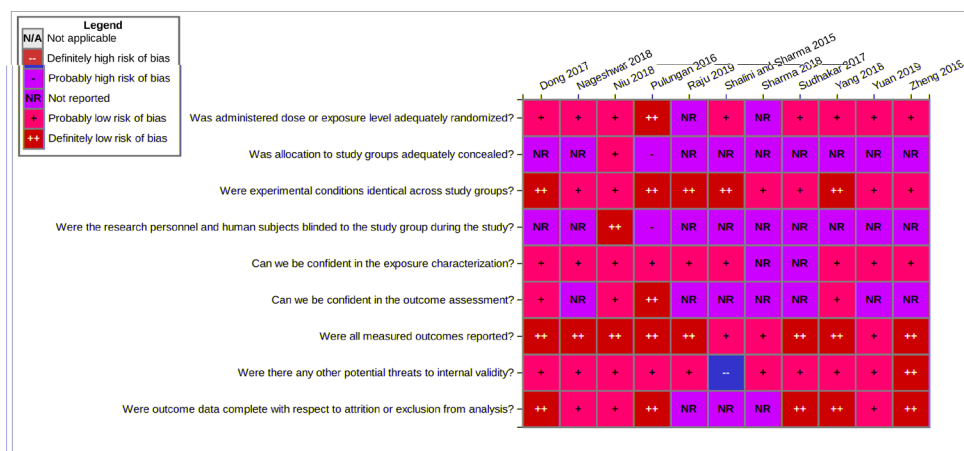 Legend
N/A Not applicable
-- Definitely high risk of bias
- Probably high risk of bias
NR Not reported
+ Probably low risk of bias
++ Definitely low risk of bias
Dong 2017 Nageshwar 2018 Niu 2018 Pulungan 2016 Raju 2019 Shalini and Sharma 2015 Sharma 2018 Sudhakar 2017 Yang 2018 Yuan 2019 Zheng 2016
Was administered dose or exposure level adequately randomized? + + + ++ NR + NR + + + +
Was allocation to study groups adequately concealed? NR NR + - NR NR NR NR NR NR NR
Were experimental conditions identical across study groups? ++ + + ++ ++ ++ + + ++ + +
Were the research personnel and human subjects blinded to the study group during the study? NR NR ++ - NR NR NR NR NR NR NR
Can we be confident in the exposure characterization? + + + + + + NR NR + + +
Can we be confident in the outcome assessment? + NR + ++ NR NR NR NR + NR NR
Were all measured outcomes reported? ++ ++ ++ ++ ++ + + ++ ++ + ++
Were there any other potential threats to internal validity? + + + + + -- + + + + ++
Were outcome data complete with respect to attrition or exclusion from analysis? ++ + + ++ NR NR NR ++ ++ + ++